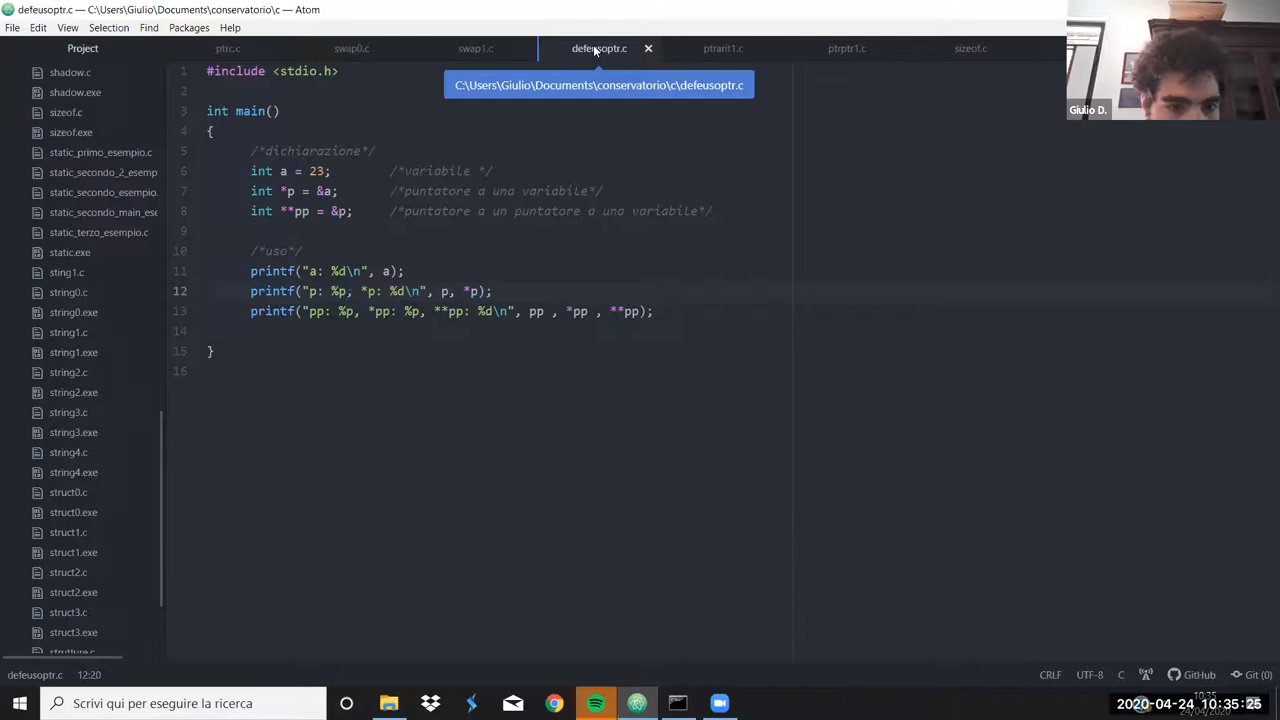 defeusoptr.c — C:\Users\Giulio\Documents\conservatorio\c — Atom
File Edit View Selection Find Packages Help
Project
ptrc.c swap0.c swap1.c defeusoptr.c ptrarit1.c ptrptr1.c sizeof.c
C:\Users\Giulio\Documents\conservatorio\c\defeusoptr.c
Giulio D.
shadow.c
shadow.exe
sizeof.c
sizeof.exe
static_primo_esempio.c
static_secondo_2_esemp
static_secondo_esempio
static_secondo_main_ese
static_terzo_esempio.c
static.exe
sting1.c
string0.c
string0.exe
string1.c
string1.exe
string2.c
string2.exe
string3.c
string3.exe
string4.c
string4.exe
struct0.c
struct0.exe
struct1.c
struct1.exe
struct2.c
struct2.exe
struct3.c
struct3.exe
strutture.c
1 #include <stdio.h>
2
3 int main()
4 {
5 /*dichiarazione*/
6 int a = 23; /*variabile */
7 int *p = &a; /*puntatore a una variabile*/
8 int **pp = &p; /*puntatore a un puntatore a una variabile*/
9
10 /*uso*/
11 printf("a: %d\n", a);
12 printf("p: %p, *p: %d\n", p, *p);
13 printf("pp: %p, *pp: %p, **pp: %d\n", pp , *pp , **pp);
14
15 }
16
defeusoptr.c 12:20
CRLF UTF-8 C GitHub Git (0)
Scrivi qui per eseguire la ricerca
10:35
24/04/2020
2020-04-24 10:35:25